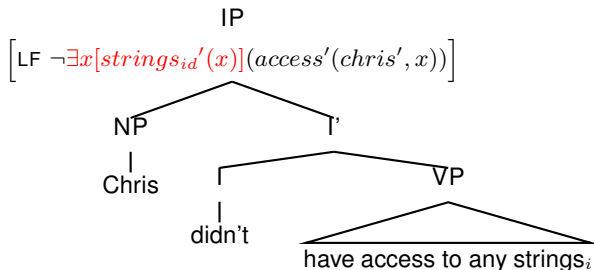 IP
[LF ¬∃x[strings_id′(x)](access′(chris′, x))]
NP I'
Chris I VP
didn't
have access to any strings_i